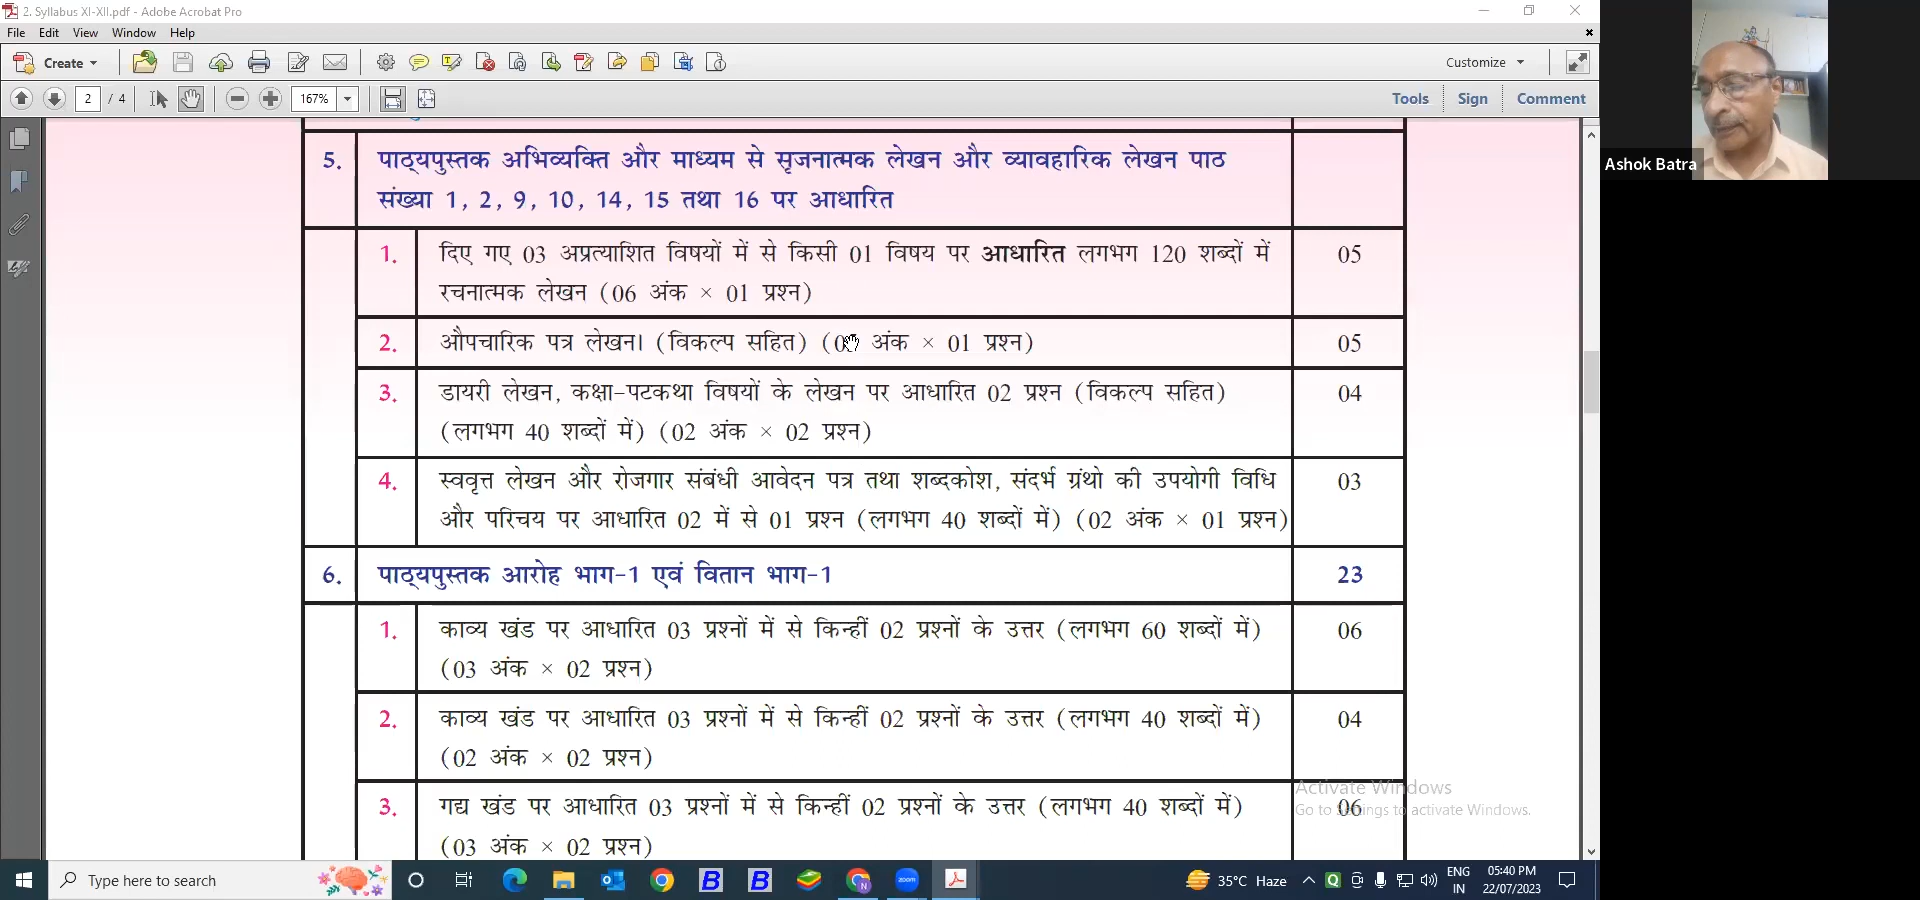 2. Syllabus XI-XII.pdf - Adobe Acrobat Pro
File Edit View Window Help
Create
Customize
2 / 4
167%
Tools Sign Comment
Ashok Batra
5. पाठ्यपुस्तक अभिव्यक्ति और माध्यम से सृजनात्मक लेखन और व्यावहारिक लेखन पाठ
संख्या 1, 2, 9, 10, 14, 15 तथा 16 पर आधारित
1. दिए गए 03 अप्रत्याशित विषयों में से किसी 01 विषय पर आधारित लगभग 120 शब्दों में 05
रचनात्मक लेखन (06 अंक × 01 प्रश्न)
2. औपचारिक पत्र लेखन। (विकल्प सहित) (0 अंक × 01 प्रश्न) 05
3. डायरी लेखन, कक्षा-पटकथा विषयों के लेखन पर आधारित 02 प्रश्न (विकल्प सहित) 04
(लगभग 40 शब्दों में) (02 अंक × 02 प्रश्न)
4. स्ववृत्त लेखन और रोजगार संबंधी आवेदन पत्र तथा शब्दकोश, संदर्भ ग्रंथो की उपयोगी विधि 03
और परिचय पर आधारित 02 में से 01 प्रश्न (लगभग 40 शब्दों में) (02 अंक × 01 प्रश्न)
6. पाठ्यपुस्तक आरोह भाग-1 एवं वितान भाग-1 23
1. काव्य खंड पर आधारित 03 प्रश्नों में से किन्हीं 02 प्रश्नों के उत्तर (लगभग 60 शब्दों में) 06
(03 अंक × 02 प्रश्न)
2. काव्य खंड पर आधारित 03 प्रश्नों में से किन्हीं 02 प्रश्नों के उत्तर (लगभग 40 शब्दों में) 04
(02 अंक × 02 प्रश्न)
3. गद्य खंड पर आधारित 03 प्रश्नों में से किन्हीं 02 प्रश्नों के उत्तर (लगभग 40 शब्दों में) 06
(03 अंक × 02 प्रश्न)
Activate Windows
Go to Settings to activate Windows.
Type here to search
35°C Haze
ENG
IN
05:40 PM
22/07/2023